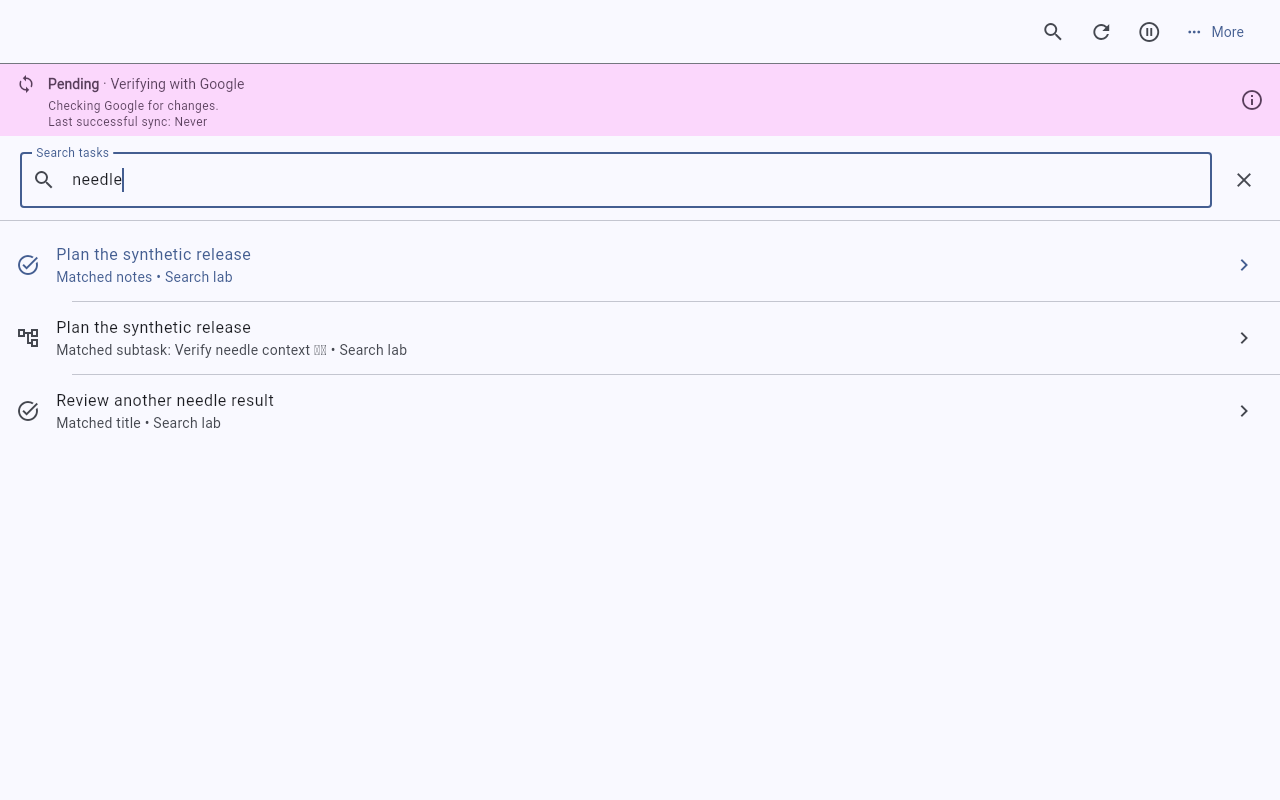 More
Pending · Verifying with Google
Checking Google for changes.
Last successful sync: Never
Search tasks
needle
Plan the synthetic release
Matched notes • Search lab
Plan the synthetic release
Matched subtask: Verify needle context • Search lab
Review another needle result
Matched title • Search lab